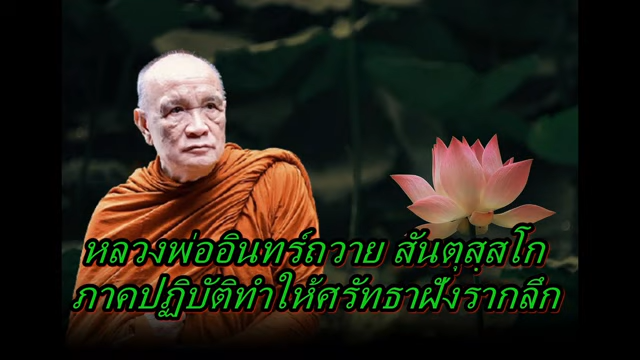 หลวงพ่ออินทร์ถวาย สันตุสฺสโก
ภาคปฏิบัติทำให้ศรัทธาฝังรากลึก